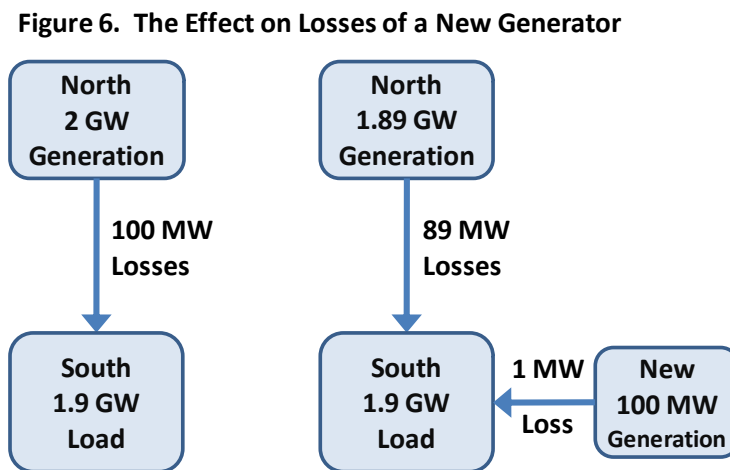 Figure 6. The Effect on Losses of a New Generator
North
2 GW
Generation
100 MW
Losses
South
1.9 GW
Load
North
1.89 GW
Generation
89 MW
Losses
South
1.9 GW
Load
1 MW
Loss
New
100 MW
Generation